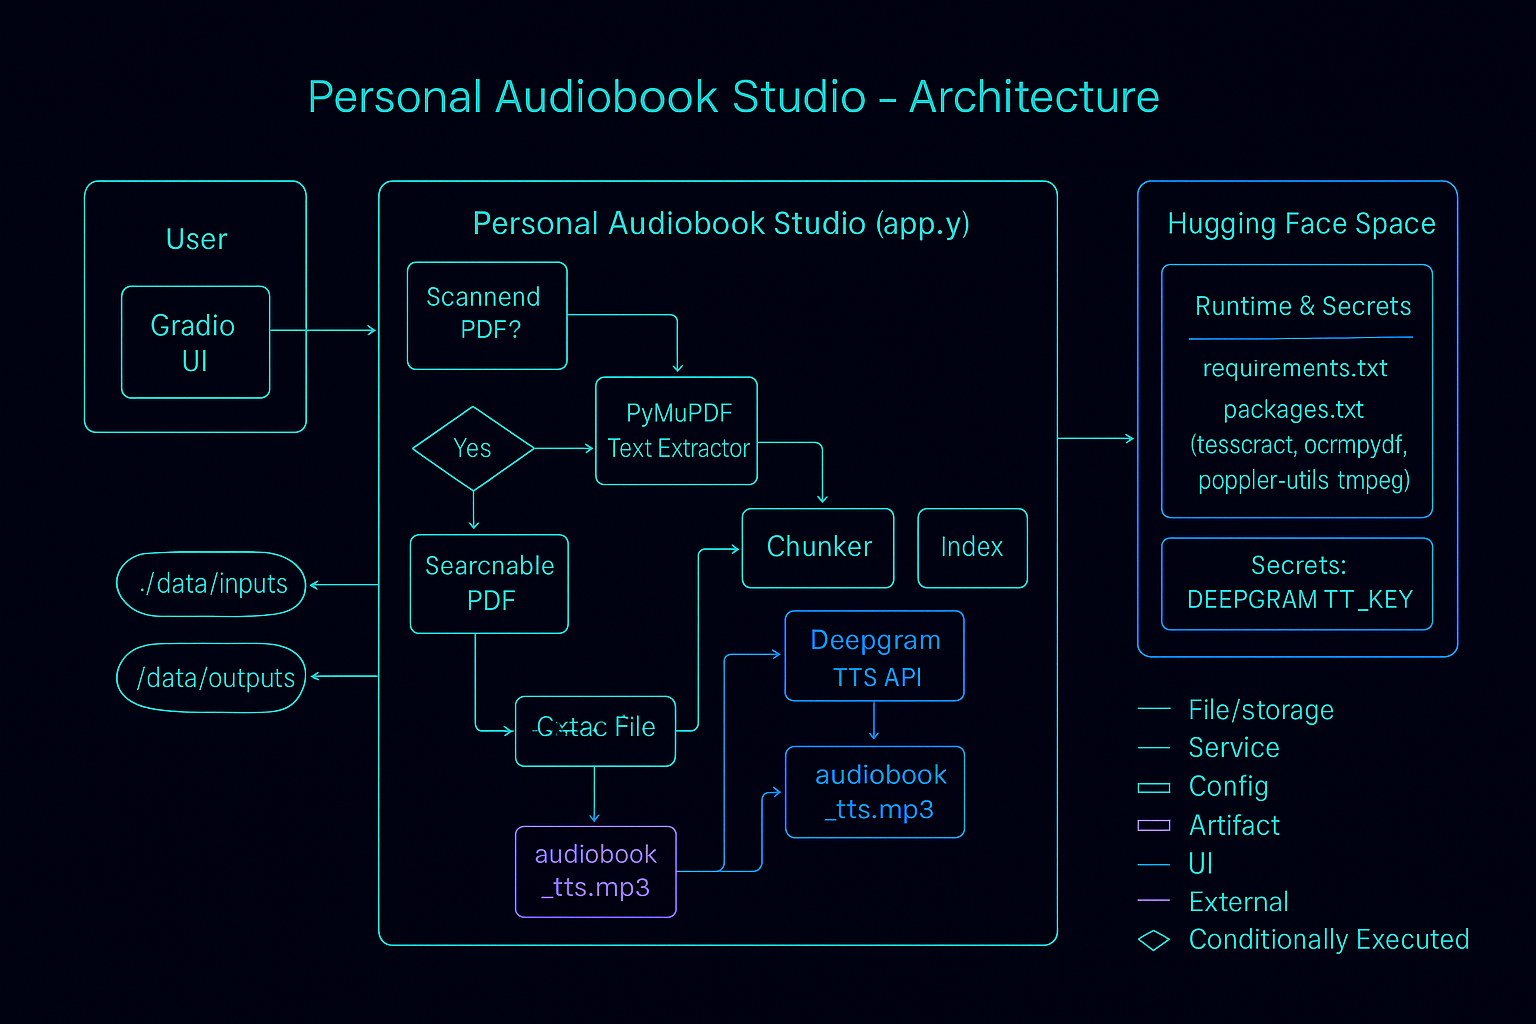 Personal Audiobook Studio – Architecture
User
Gradio
UI
./data/inputs
/data/outputs
Personal Audiobook Studio (app.y)
Scannend
PDF?
PyMuPDF
Text Extractor
Yes
Searcnable
PDF
Chunker
Index
Deepgram
TTS API
File
audiobook
_tts.mp3
audiobook
_tts.mp3
Hugging Face Space
Runtime & Secrets
requirements.txt
packages.txt
(tesscract, ocrmpydf,
poppler-utils tmpeg)
Secrets:
DEEPGRAM TT_KEY
File/storage
Service
Config
Artifact
UI
External
Conditionally Executed